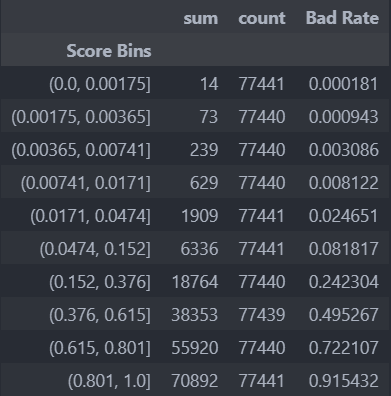 sum count Bad Rate
Score Bins
(0.0, 0.00175] 14 77441 0.000181
(0.00175, 0.00365] 73 77440 0.000943
(0.00365, 0.00741] 239 77440 0.003086
(0.00741, 0.0171] 629 77440 0.008122
(0.0171, 0.0474] 1909 77441 0.024651
(0.0474, 0.152] 6336 77441 0.081817
(0.152, 0.376] 18764 77440 0.242304
(0.376, 0.615] 38353 77439 0.495267
(0.615, 0.801] 55920 77440 0.722107
(0.801, 1.0] 70892 77441 0.915432